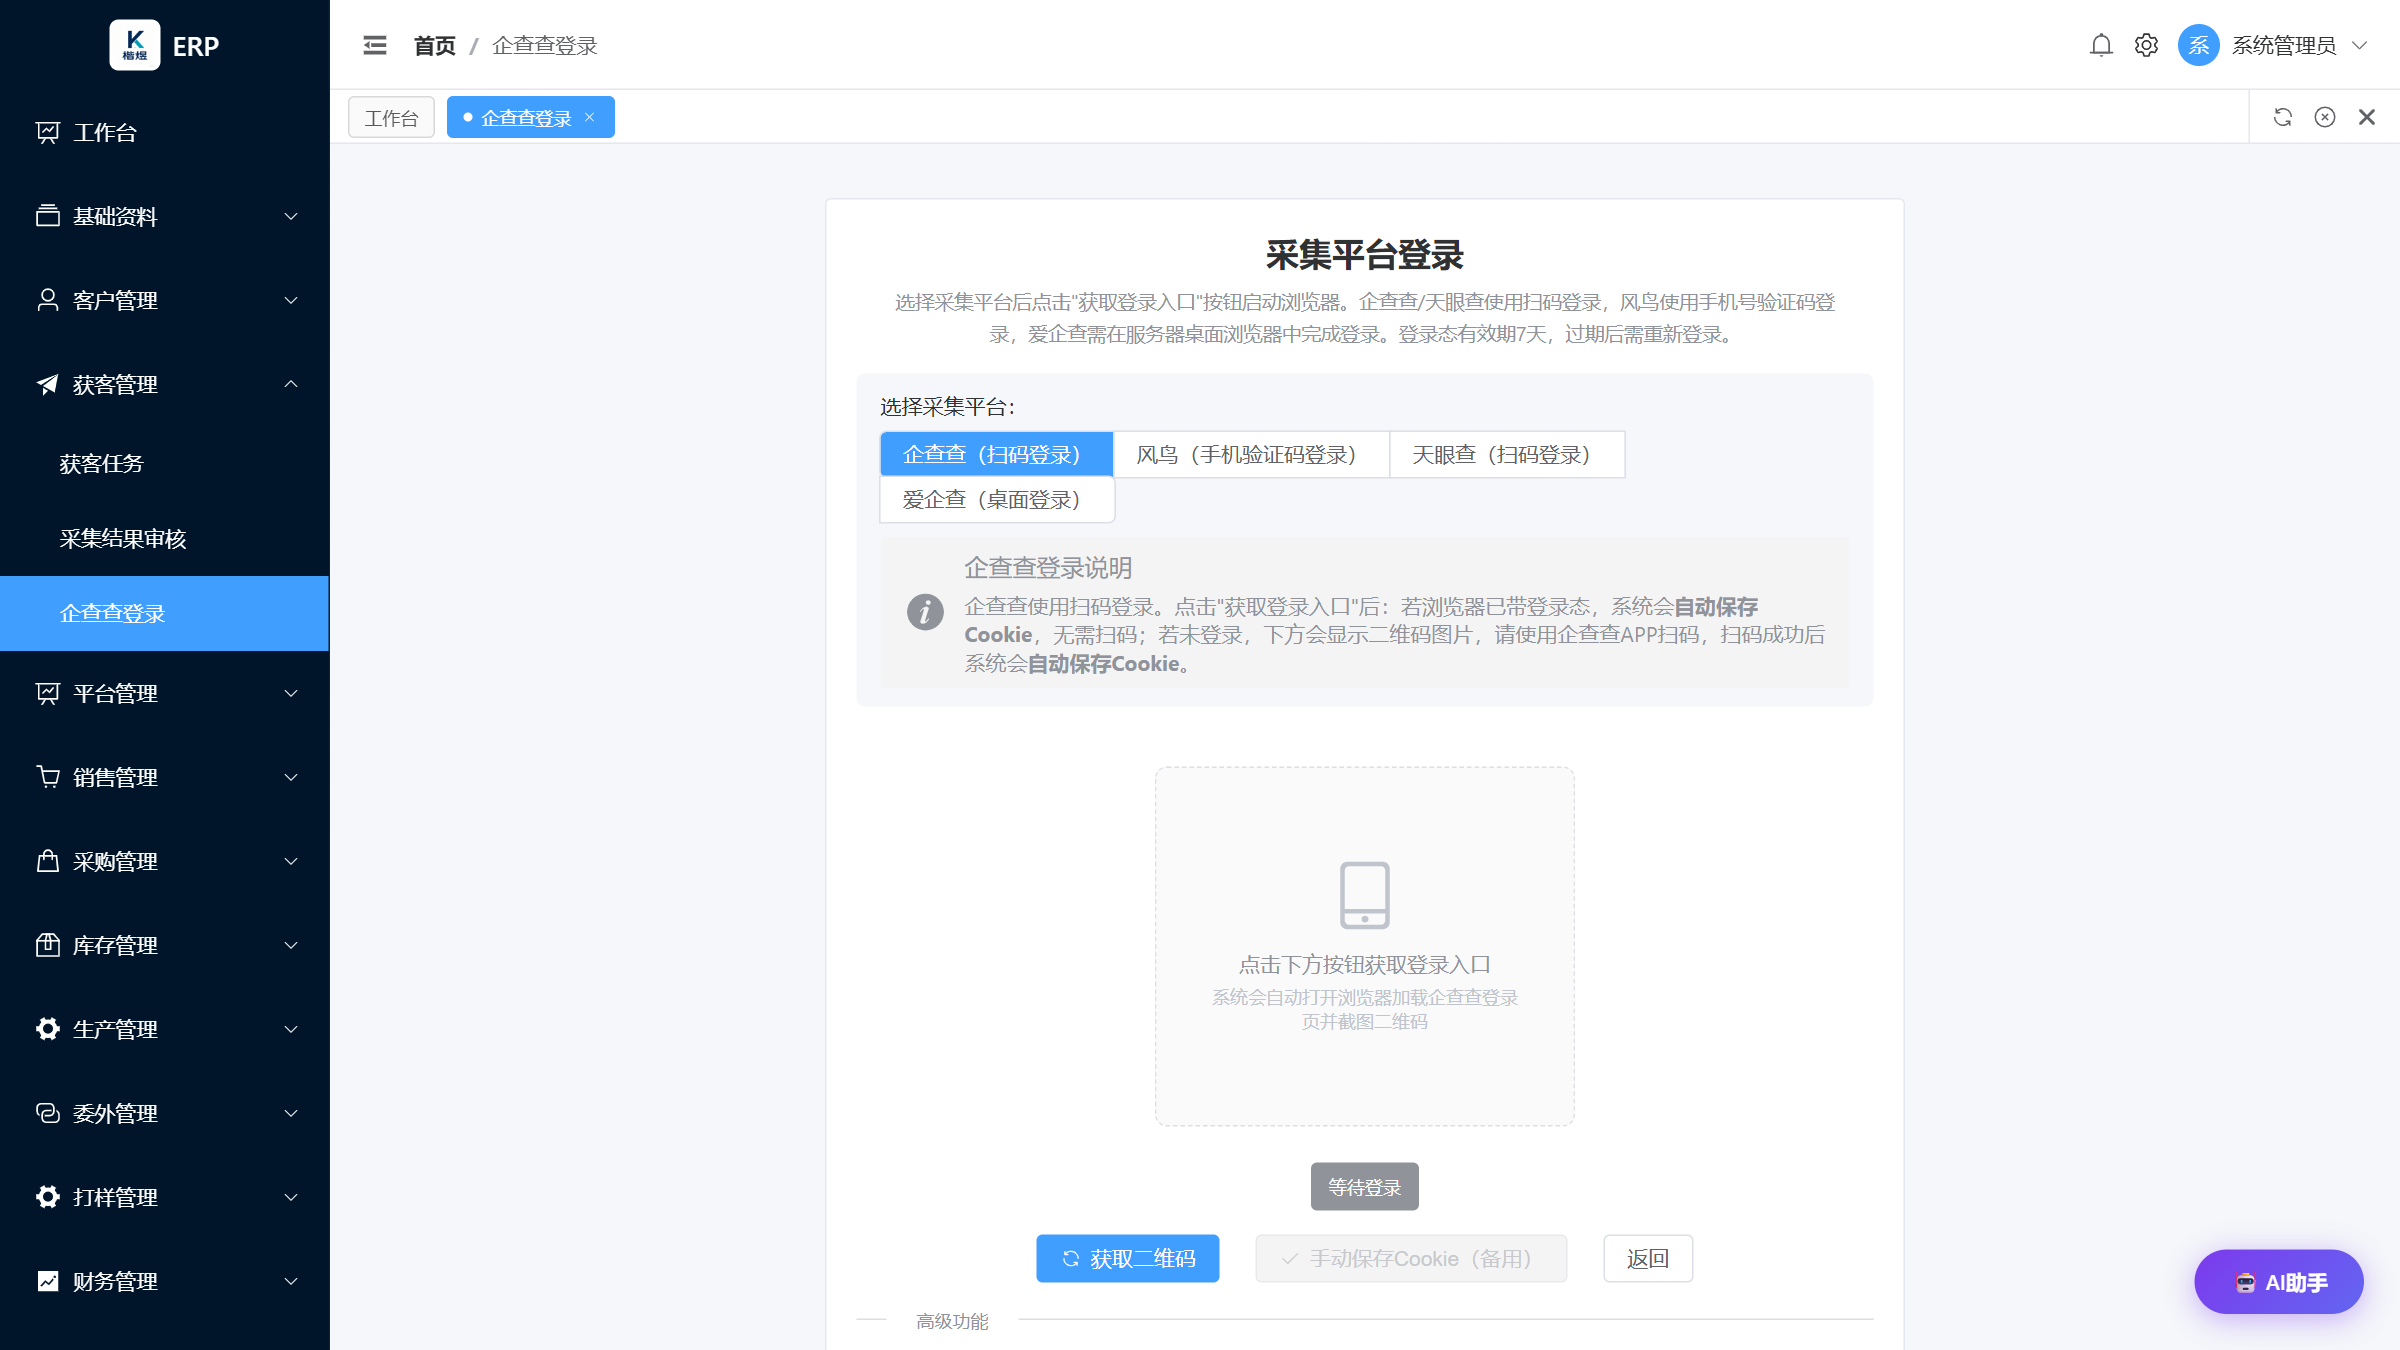 K
楷煜
ERP
工作台
基础资料
客户管理
获客管理
获客任务
采集结果审核
企查查登录
平台管理
销售管理
采购管理
库存管理
生产管理
委外管理
打样管理
财务管理
首页 / 企查查登录
系 系统管理员
工作台
企查查登录
采集平台登录
选择采集平台后点击"获取登录入口"按钮启动浏览器。企查查/天眼查使用扫码登录，风鸟使用手机号验证码登
录，爱企查需在服务器桌面浏览器中完成登录。登录态有效期7天，过期后需重新登录。
选择采集平台：
企查查（扫码登录） 风鸟（手机验证码登录） 天眼查（扫码登录）
爱企查（桌面登录）
企查查登录说明
企查查使用扫码登录。点击"获取登录入口"后：若浏览器已带登录态，系统会自动保存
Cookie，无需扫码；若未登录，下方会显示二维码图片，请使用企查查APP扫码，扫码成功后
系统会自动保存Cookie。
点击下方按钮获取登录入口
系统会自动打开浏览器加载企查查登录
页并截图二维码
等待登录
获取二维码 手动保存Cookie（备用） 返回
高级功能
AI助手